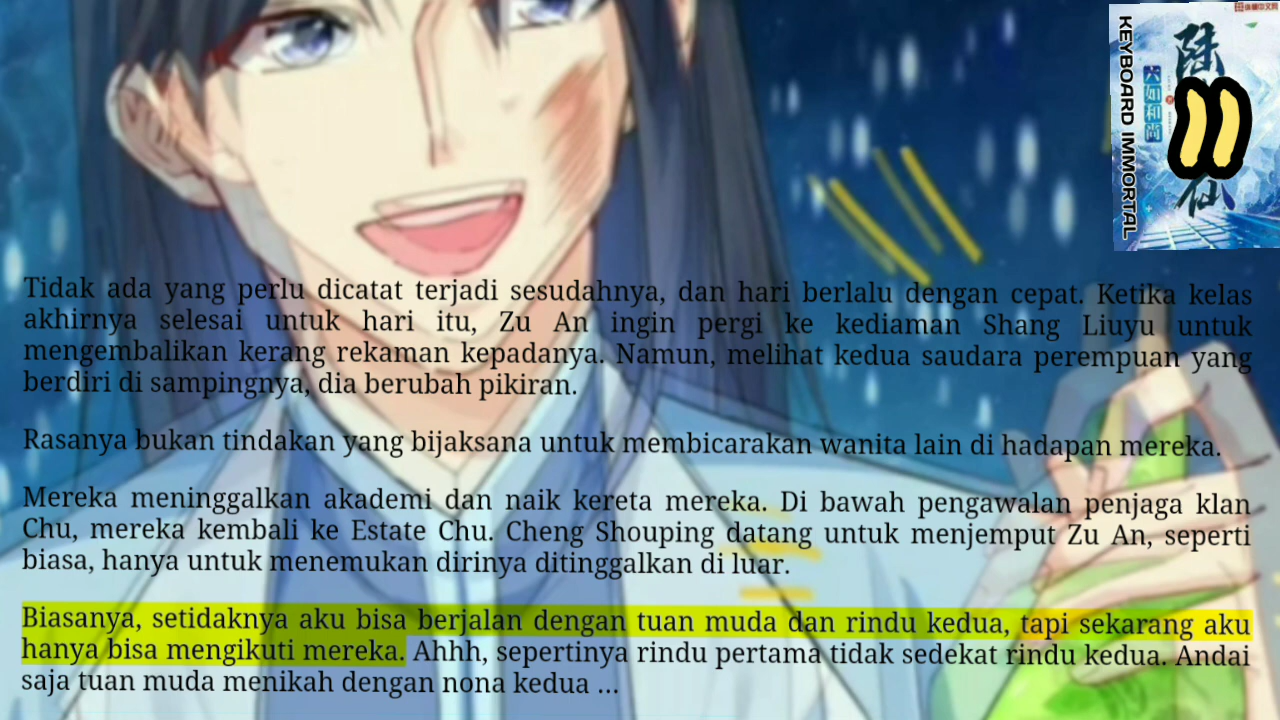 KEYBOARD IMMORTAL
陆
仙
六如和尚
Tidak ada yang perlu dicatat terjadi sesudahnya, dan hari berlalu dengan cepat. Ketika kelas
akhirnya selesai untuk hari itu, Zu An ingin pergi ke kediaman Shang Liuyu untuk
mengembalikan kerang rekaman kepadanya. Namun, melihat kedua saudara perempuan yang
berdiri di sampingnya, dia berubah pikiran.
Rasanya bukan tindakan yang bijaksana untuk membicarakan wanita lain di hadapan mereka.
Mereka meninggalkan akademi dan naik kereta mereka. Di bawah pengawalan penjaga klan
Chu, mereka kembali ke Estate Chu. Cheng Shouping datang untuk menjemput Zu An, seperti
biasa, hanya untuk menemukan dirinya ditinggalkan di luar.
Biasanya, setidaknya aku bisa berjalan dengan tuan muda dan rindu kedua, tapi sekarang aku
hanya bisa mengikuti mereka. Ahhh, sepertinya rindu pertama tidak sedekat rindu kedua. Andai
saja tuan muda menikah dengan nona kedua ...